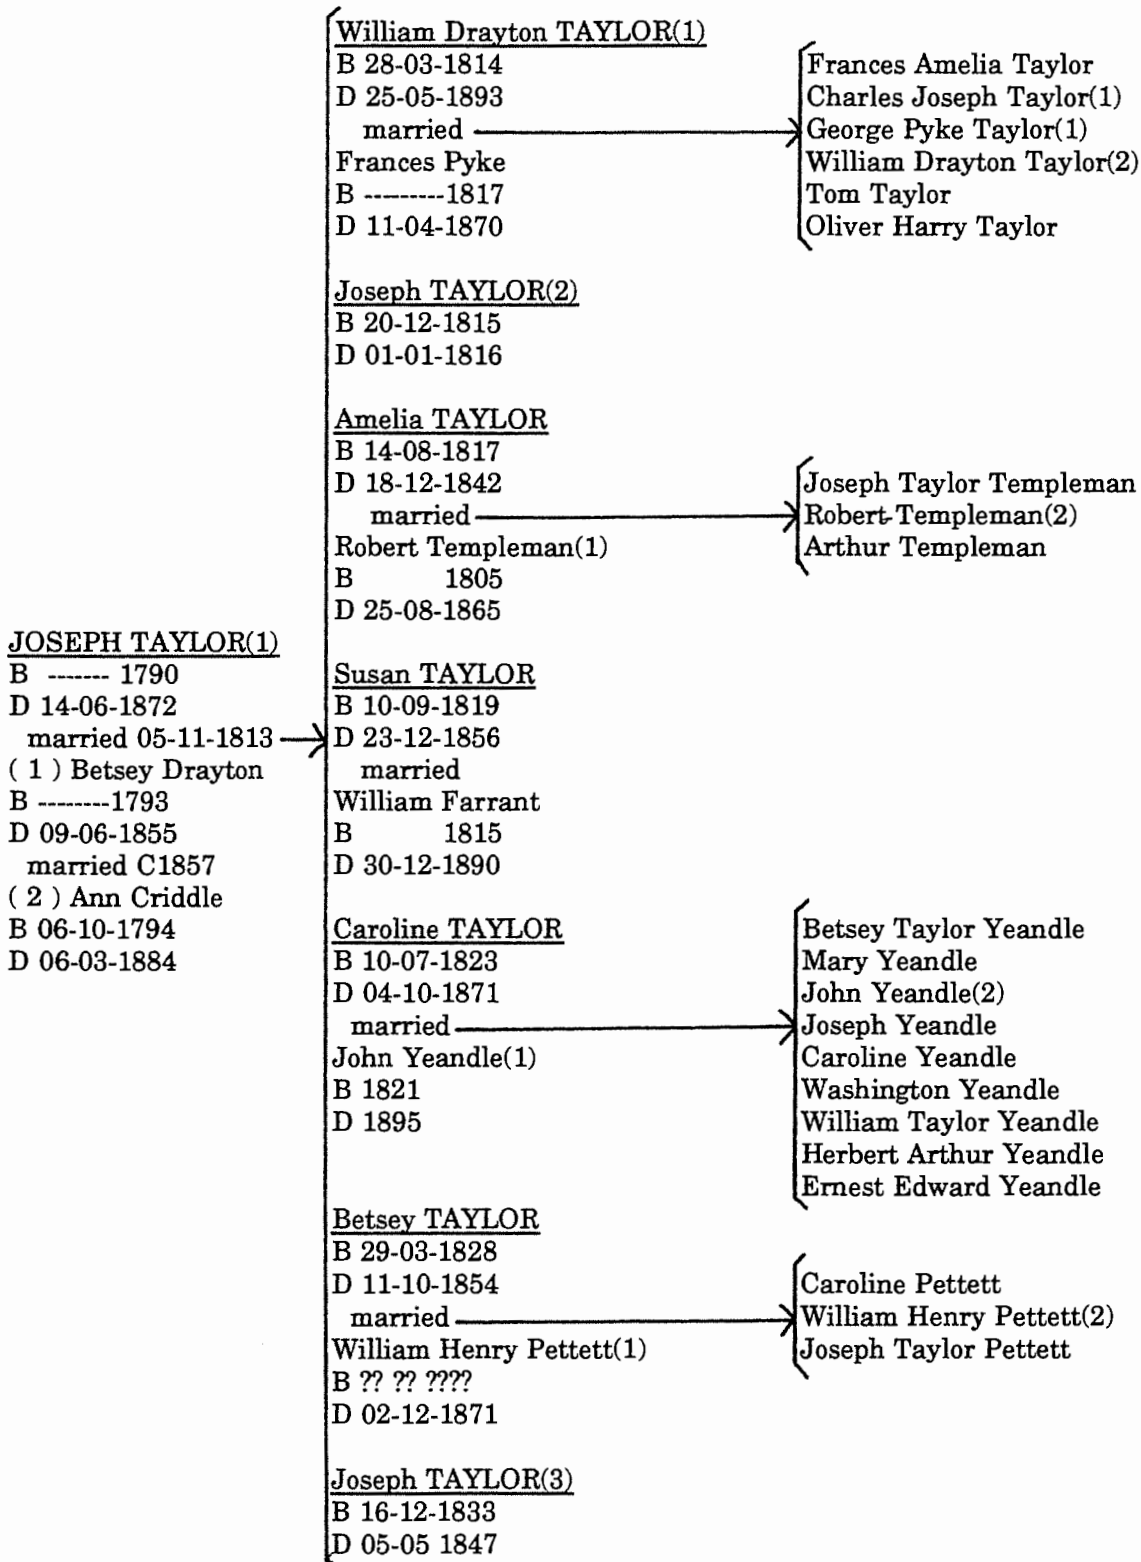 JOSEPH TAYLOR(1)
B ------- 1790
D 14-06-1872
married 05-11-1813
( 1 ) Betsey Drayton
B --------1793
D 09-06-1855
married C1857
( 2 ) Ann Criddle
B 06-10-1794
D 06-03-1884
William Drayton TAYLOR(1)
B 28-03-1814
D 25-05-1893
married
Frances Pyke
B ---------1817
D 11-04-1870
Frances Amelia Taylor
Charles Joseph Taylor(1)
George Pyke Taylor(1)
William Drayton Taylor(2)
Tom Taylor
Oliver Harry Taylor
Joseph TAYLOR(2)
B 20-12-1815
D 01-01-1816
Amelia TAYLOR
B 14-08-1817
D 18-12-1842
married
Robert Templeman(1)
B 1805
D 25-08-1865
Joseph Taylor Templeman
Robert Templeman(2)
Arthur Templeman
Susan TAYLOR
B 10-09-1819
D 23-12-1856
married
William Farrant
B 1815
D 30-12-1890
Caroline TAYLOR
B 10-07-1823
D 04-10-1871
married
John Yeandle(1)
B 1821
D 1895
Betsey Taylor Yeandle
Mary Yeandle
John Yeandle(2)
Joseph Yeandle
Caroline Yeandle
Washington Yeandle
William Taylor Yeandle
Herbert Arthur Yeandle
Ernest Edward Yeandle
Betsey TAYLOR
B 29-03-1828
D 11-10-1854
married
William Henry Pettett(1)
B ?? ?? ????
D 02-12-1871
Caroline Pettett
William Henry Pettett(2)
Joseph Taylor Pettett
Joseph TAYLOR(3)
B 16-12-1833
D 05-05 1847